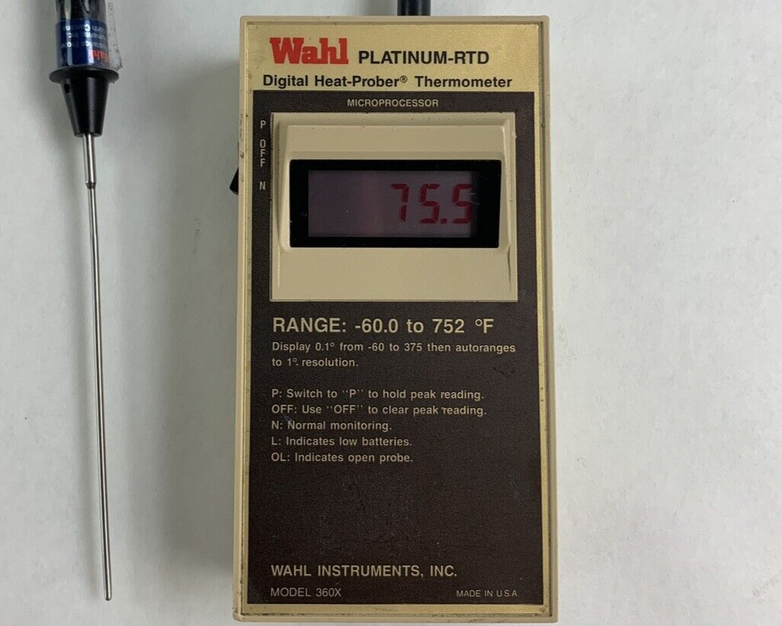 Wahl PLATINUM-RTD
Digital Heat-Prober® Thermometer
MICROPROCESSOR
P
OFF
N
75.5
RANGE: -60.0 to 752 °F
Display 0.1° from -60 to 375 then autoranges
to 1° resolution.
P: Switch to "P" to hold peak reading.
OFF: Use "OFF" to clear peak reading.
N: Normal monitoring.
L: Indicates low batteries.
OL: Indicates open probe.
WAHL INSTRUMENTS, INC.
MODEL 360X
MADE IN U.S.A